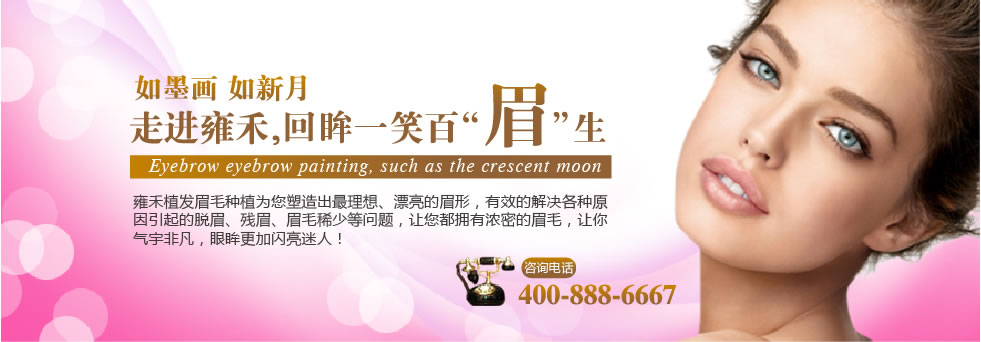 如墨画 如新月
走进雍禾,回眸一笑百“眉”生
Eyebrow eyebrow painting, such as the crescent moon
雍禾植发眉毛种植为您塑造出最理想、漂亮的眉形，有效的解决各种原
因引起的脱眉、残眉、眉毛稀少等问题，让您都拥有浓密的眉毛，让你
气宇非凡，眼眸更加闪亮迷人！
咨询电话
400-888-6667